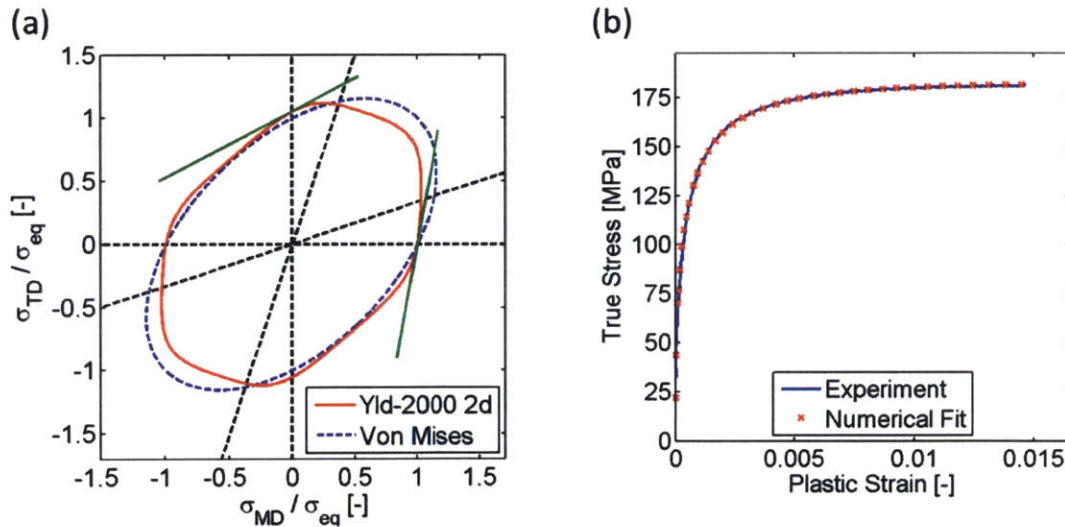 (a)
1.5
1
0.5
0
-0.5
-1
-1.5
σTD / σeq [-]
-1.5 -1 -0.5 0 0.5 1 1.5
σMD / σeq [-]
Yld-2000 2d
Von Mises
(b)
175
150
125
100
75
50
25
0
True Stress [MPa]
0 0.005 0.01 0.015
Plastic Strain [-]
Experiment
Numerical Fit